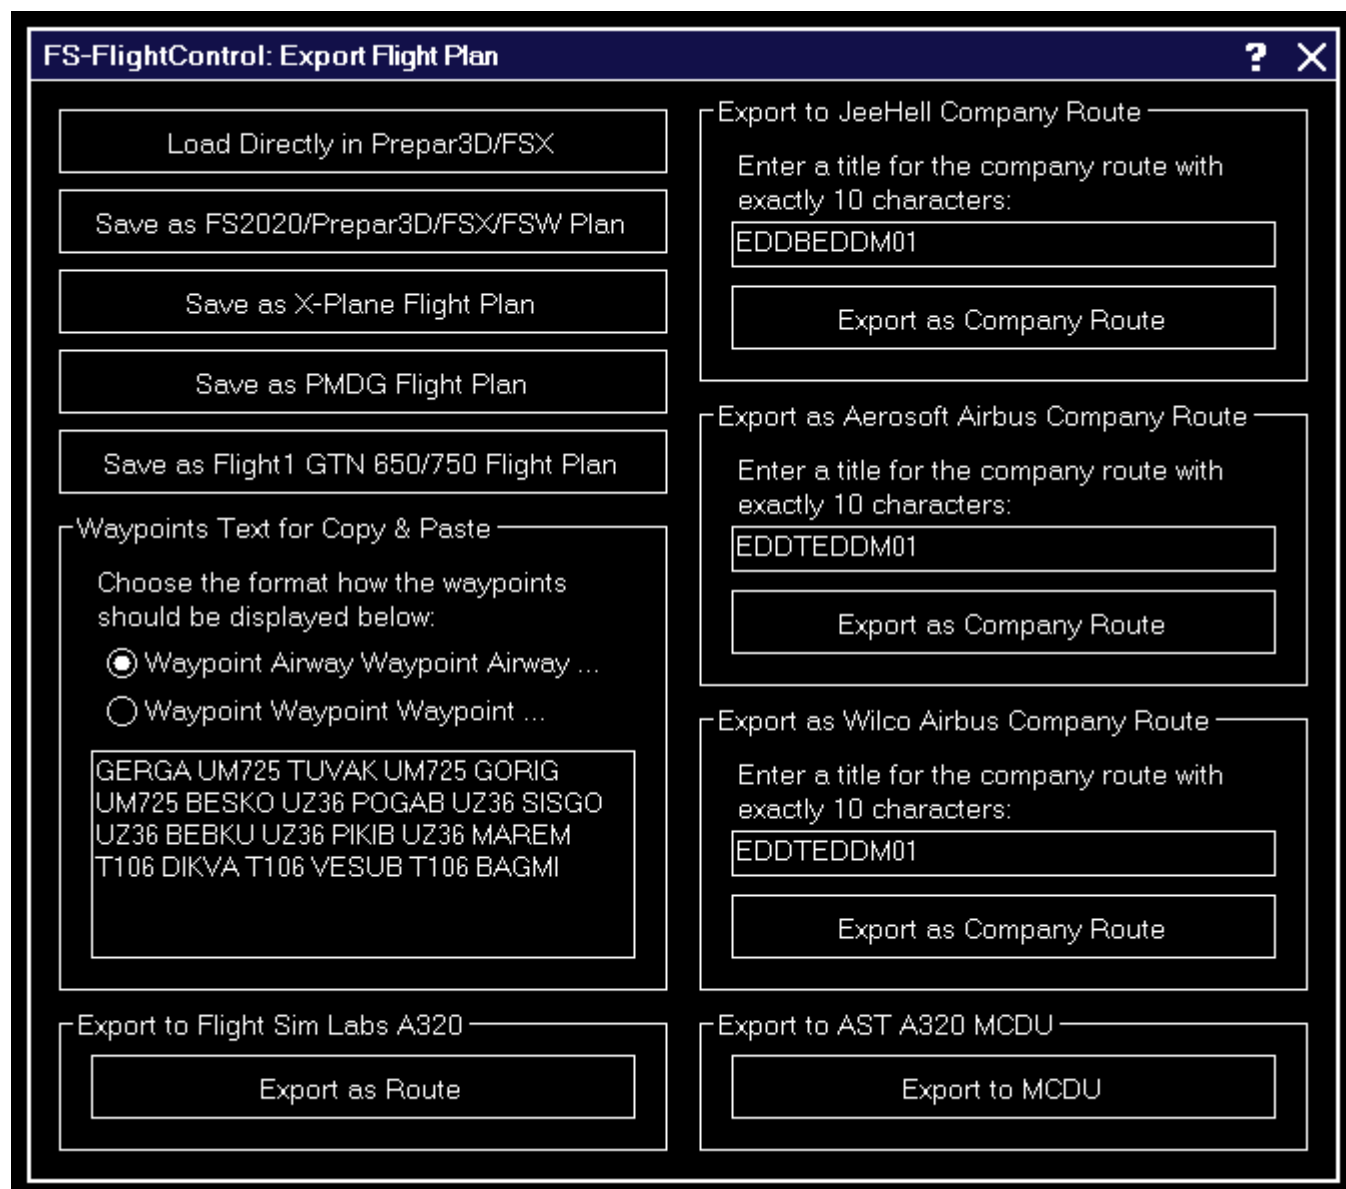 FS-FlightControl: Export Flight Plan ? X
Load Directly in Prepar3D/FSX
Save as FS2020/Prepar3D/FSX/FSW Plan
Save as X-Plane Flight Plan
Save as PMDG Flight Plan
Save as Flight1 GTN 650/750 Flight Plan
Waypoints Text for Copy & Paste
Choose the format how the waypoints
should be displayed below:
Waypoint Airway Waypoint Airway ...
Waypoint Waypoint Waypoint ...
GERGA UM725 TUVAK UM725 GORIG
UM725 BESKO UZ36 POGAB UZ36 SISGO
UZ36 BEBKU UZ36 PIKIB UZ36 MAREM
T106 DIKVA T106 VESUB T106 BAGMI
Export to Flight Sim Labs A320
Export as Route
Export to JeeHell Company Route
Enter a title for the company route with
exactly 10 characters:
EDDBEDDM01
Export as Company Route
Export as Aerosoft Airbus Company Route
Enter a title for the company route with
exactly 10 characters:
EDDTEDDM01
Export as Company Route
Export as Wilco Airbus Company Route
Enter a title for the company route with
exactly 10 characters:
EDDTEDDM01
Export as Company Route
Export to AST A320 MCDU
Export to MCDU